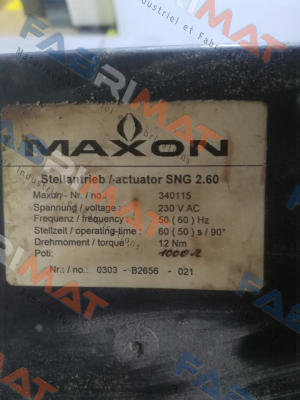 MAXON
Stellantrieb / actuator SNG 2.60
Maxon - Nr. / no.: 340115
Spannung / voltage : 230 V AC
Frequenz / frequency : 50 ( 60 ) Hz
Stellzeit / operating-time : 60 ( 50 ) s / 90°
Drehmoment / torque : 12 Nm
Poti: 1000 Ω
Nr.: / no.: 0303 - B2656 - 021
FABRIMAT